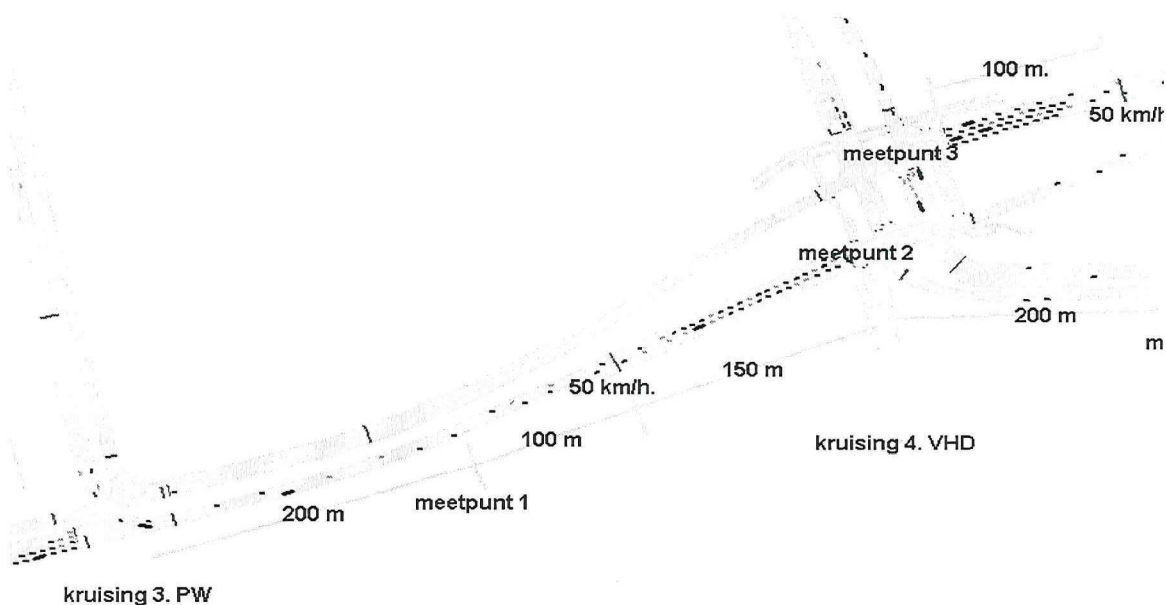 100 m.
50 km/h
meetpunt 3
meetpunt 2
200 m
m
150 m
50 km/h.
100 m
kruising 4. VHD
meetpunt 1
200 m
kruising 3. PW